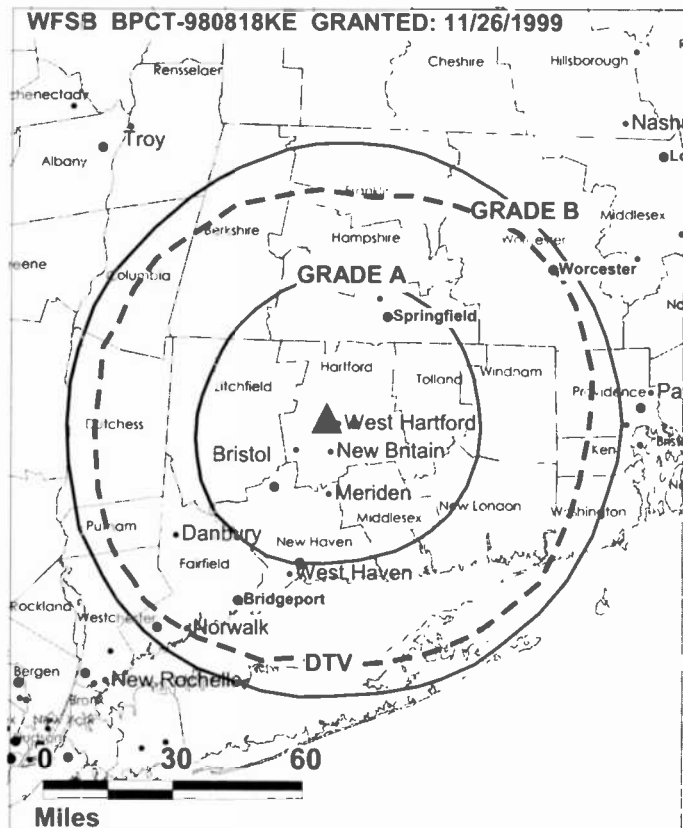 WFSB BPCT-980818KE GRANTED: 11/26/1999
Cheshire
Hillsborough
Rensselaer
Nash
Troy
Albany
GRADE B
Middlesex
Berkshire
Hampshire
Worcester
Columbia
GRADE A
Springfield
Hartford
Windham
Litchfield
Tolland
Providence
Pa
Dutchess
West Hartford
Bristol
New Britain
Ken
Meriden
Middlesex
New London
Washington
Putnam
Danbury
New Haven
Fairfield
West Haven
Bridgeport
Rockland
Westchester
Norwalk
DTV
Bergen
New Rochelle
0 30 60
Miles